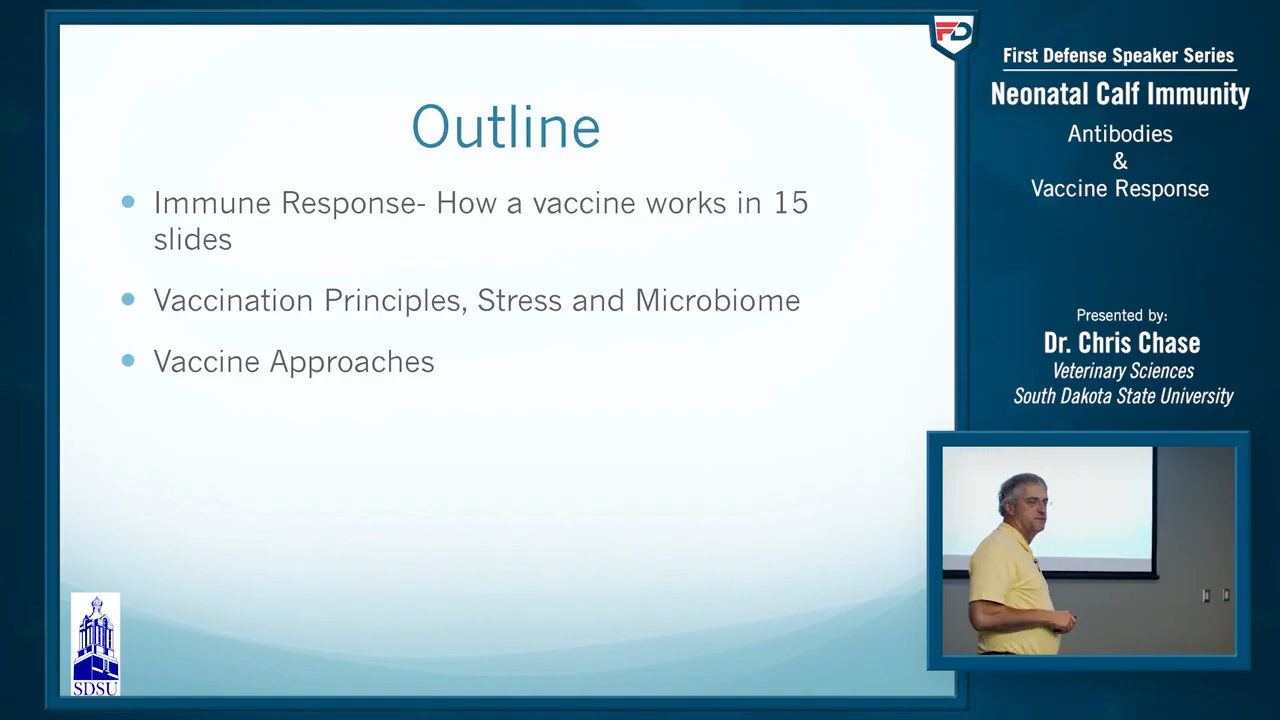 Outline
Immune Response- How a vaccine works in 15
slides
Vaccination Principles, Stress and Microbiome
Vaccine Approaches
SDSU
FD
First Defense Speaker Series
Neonatal Calf Immunity
Antibodies
&
Vaccine Response
Presented by:
Dr. Chris Chase
Veterinary Sciences
South Dakota State University